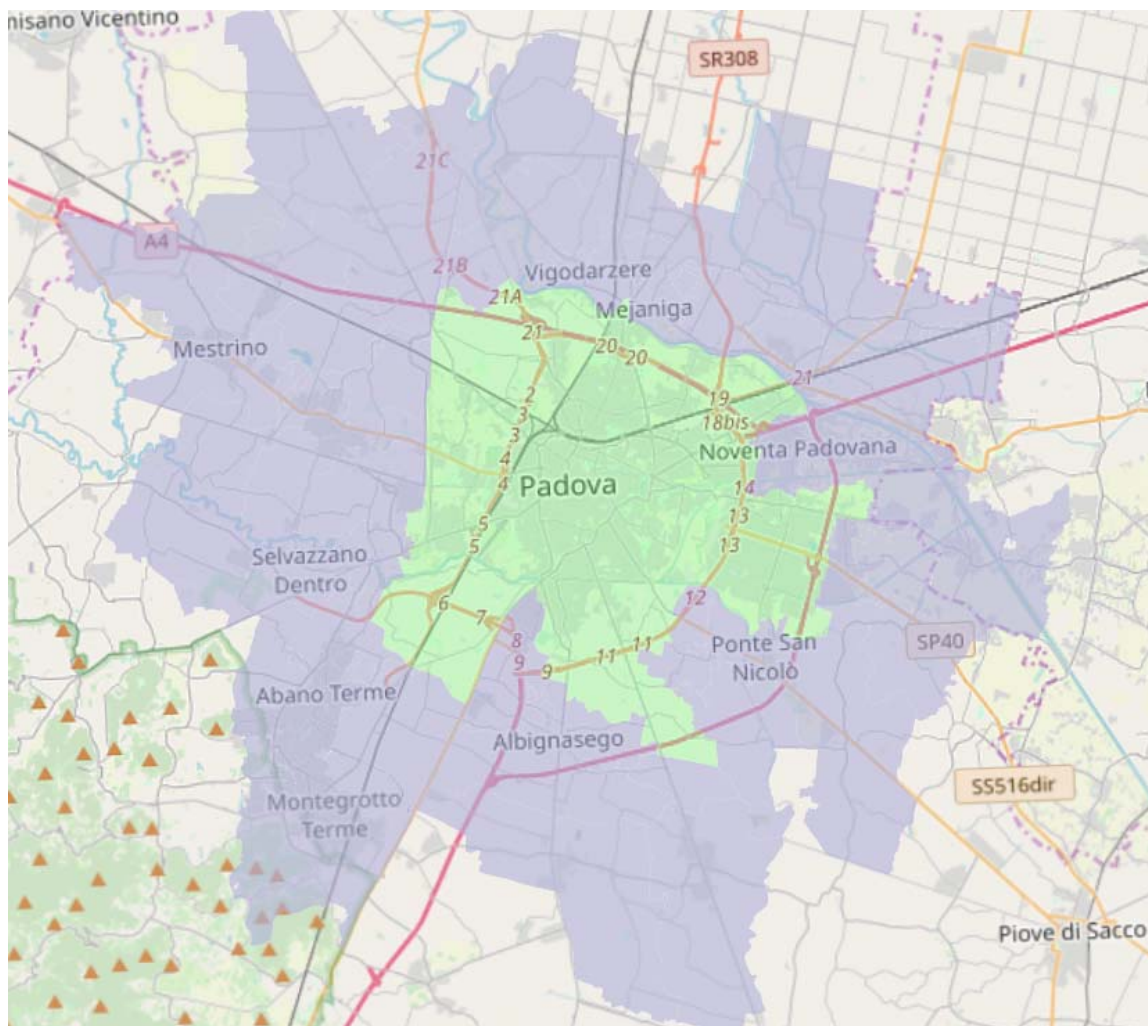 misano Vicentino
SR308
21C
A4
21B
Vigodarzere
21A
Mejaniga
21
20
20
Mestrino
21
2
19
3
18bis
3
Noventa Padovana
4
4
Padova
14
5
13
5
13
Selvazzano
Dentro
6
12
7
8
11
11
9
9
Ponte San
Nicolò
SP40
Abano Terme
Albignasego
SS516dir
Montegrotto
Terme
Piove di Sacco